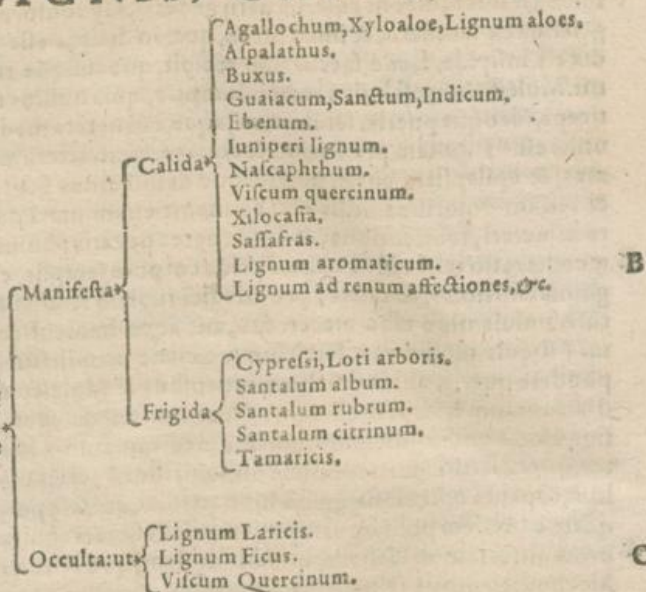 Agallochum, Xyloaloe, Lignum aloes.
Aſpalathus.
Buxus.
Guaiacum, Sanctum, Indicum,
Ebenum.
Iuniperi lignum.
Calida
Naſcaphthum.
Viſcum quercinum.
Xilocaſia,
Saſſafras.
Lignum aromaticum.
B
Lignum ad renum affectiones, &c.
Manifeſta
Cypreſsi, Loti arboris.
Santalum album.
Frigida
Santalum rubrum.
Santalum citrinum.
Tamaricis.
Lignum Laricis.
Occulta: ut
Lignum Ficus.
C
Viſcum Quercinum.